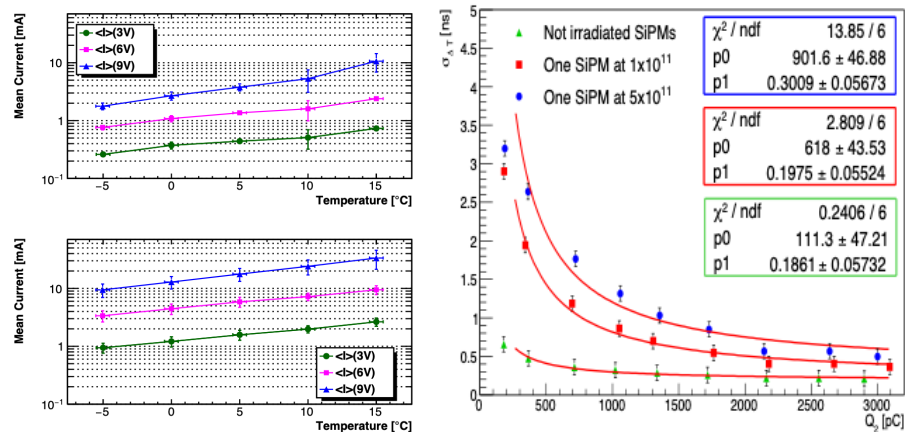 Mean Current [mA]
<I>(3V)
<I>(6V)
<I>(9V)
10
1
10⁻¹
−5
0
5
10
15
Temperature [°C]
Mean Current [mA]
10
1
10⁻¹
<I>(3V)
<I>(6V)
<I>(9V)
−5
0
5
10
15
Temperature [°C]
σΔT [ns]
5
4.5
4
3.5
3
2.5
2
1.5
1
0.5
0
Not irradiated SiPMs
One SiPM at 1x10¹¹
One SiPM at 5x10¹¹
χ² / ndf 13.85 / 6
p0 901.6 ± 46.88
p1 0.3009 ± 0.05673
χ² / ndf 2.809 / 6
p0 618 ± 43.53
p1 0.1975 ± 0.05524
χ² / ndf 0.2406 / 6
p0 111.3 ± 47.21
p1 0.1861 ± 0.05732
500
1000
1500
2000
2500
3000
Q₂ [pC]